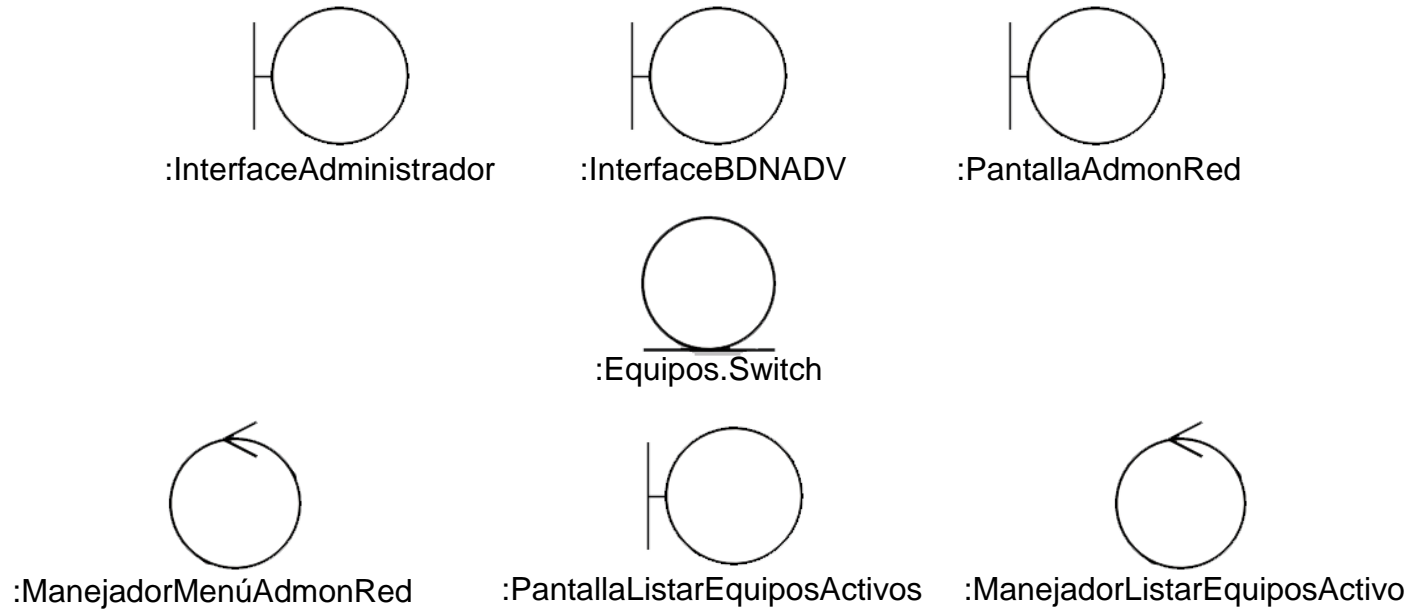 :InterfaceAdministrador :InterfaceBDNADV :PantallaAdmonRed
:Equipos.Switch
:ManejadorMenúAdmonRed :PantallaListarEquiposActivos :ManejadorListarEquiposActivo